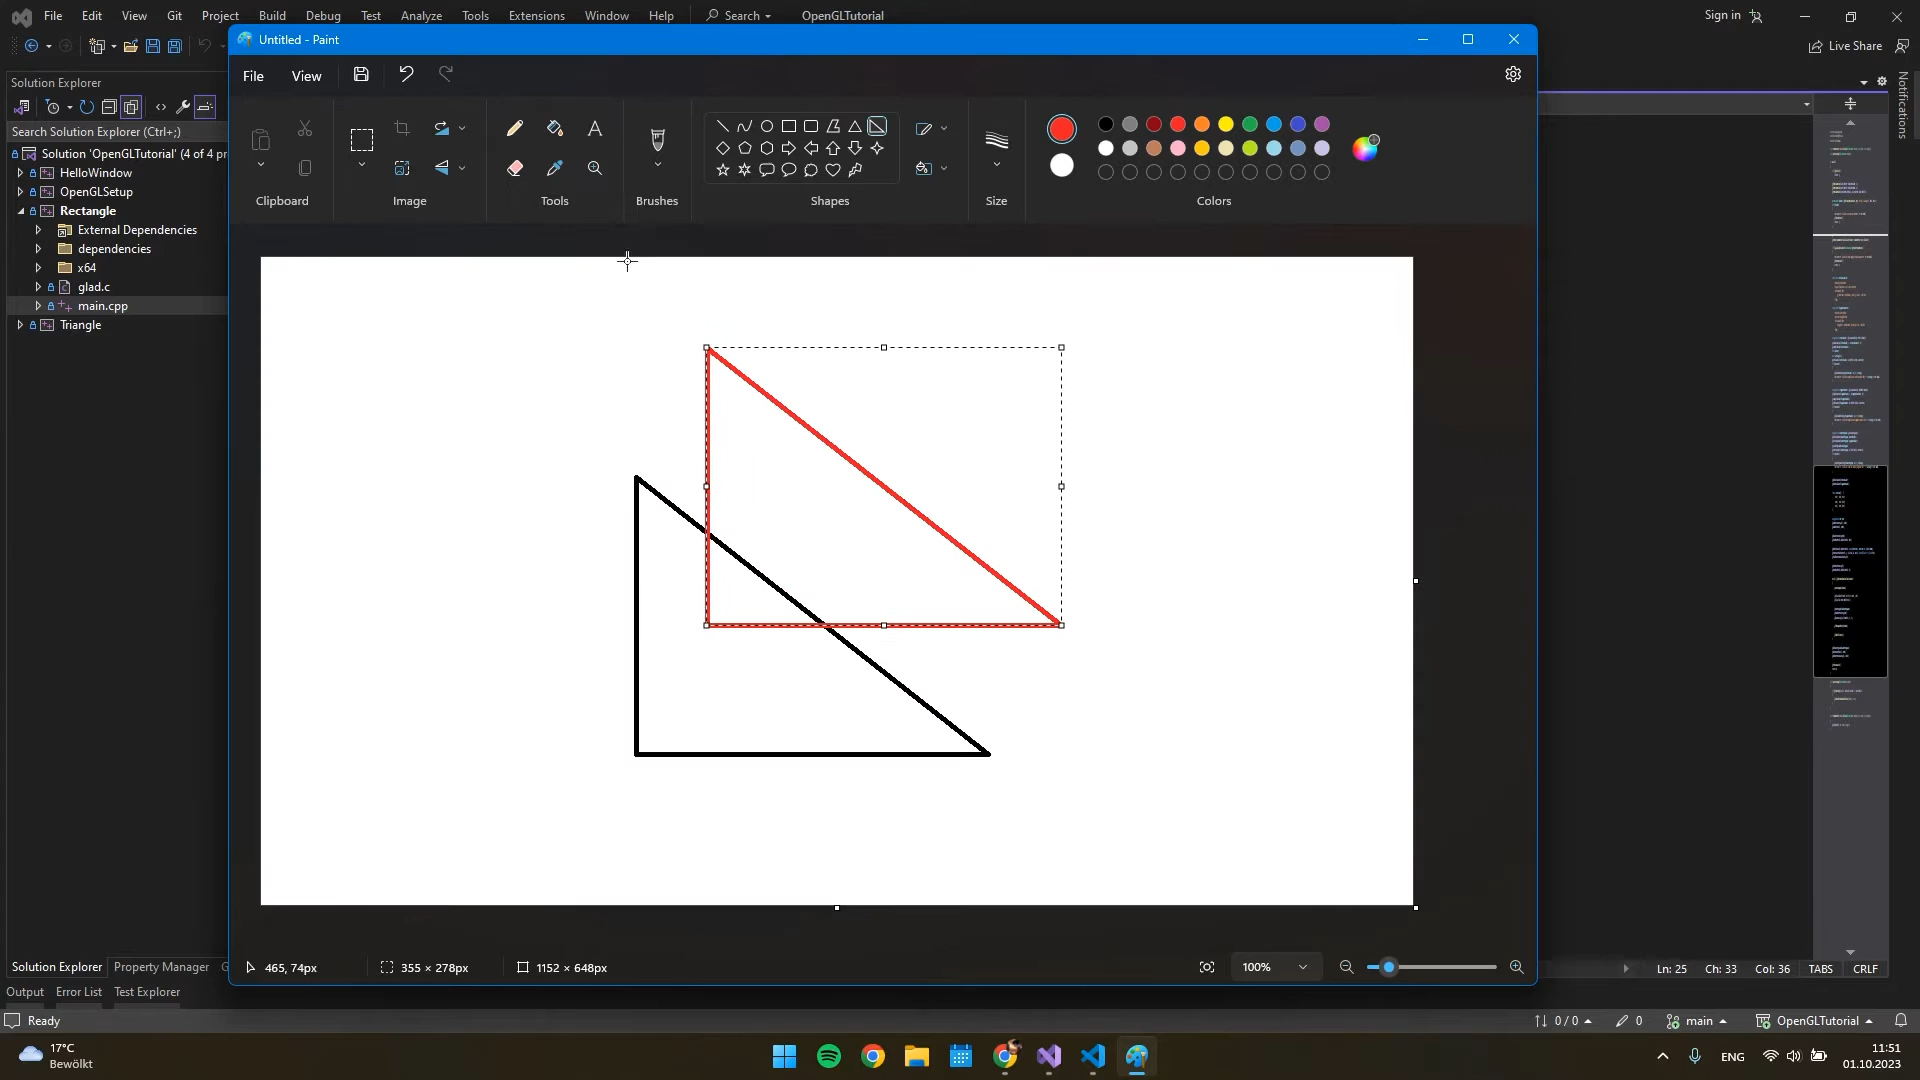 File Edit View Git Project Build Debug Test Analyze Tools Extensions Window Help Search OpenGLTutorial Sign in
Live Share
Untitled - Paint
File View
Solution Explorer
Search Solution Explorer (Ctrl+;)
Solution 'OpenGLTutorial' (4 of 4 pr
HelloWindow
OpenGLSetup
Rectangle
External Dependencies
dependencies
x64
glad.c
main.cpp
Triangle
Clipboard Image Tools Brushes Shapes Size Colors
Notifications
465, 74px 355 × 278px 1152 × 648px 100%
Solution Explorer Property Manager G
Ln: 25 Ch: 33 Col: 36 TABS CRLF
Output Error List Test Explorer
Ready 0 / 0 0 main OpenGLTutorial
17°C
Bewölkt
ENG
11:51
01.10.2023